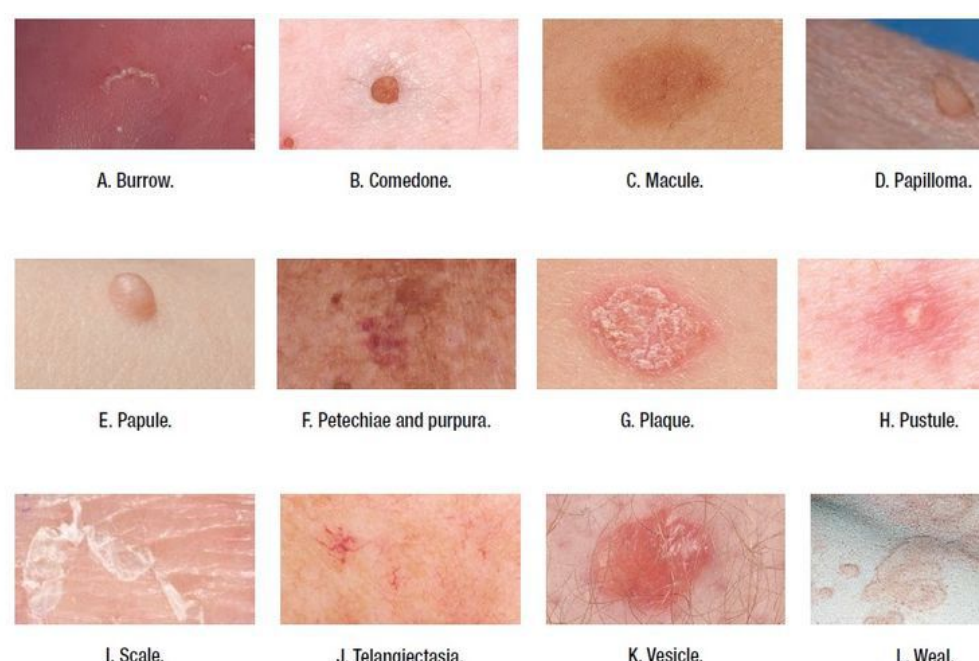 A. Burrow.
B. Comedone.
C. Macule.
D. Papilloma.
E. Papule.
F. Petechiae and purpura.
G. Plaque.
H. Pustule.
I. Scale.
J. Telangiectasia.
K. Vesicle.
L. Weal.